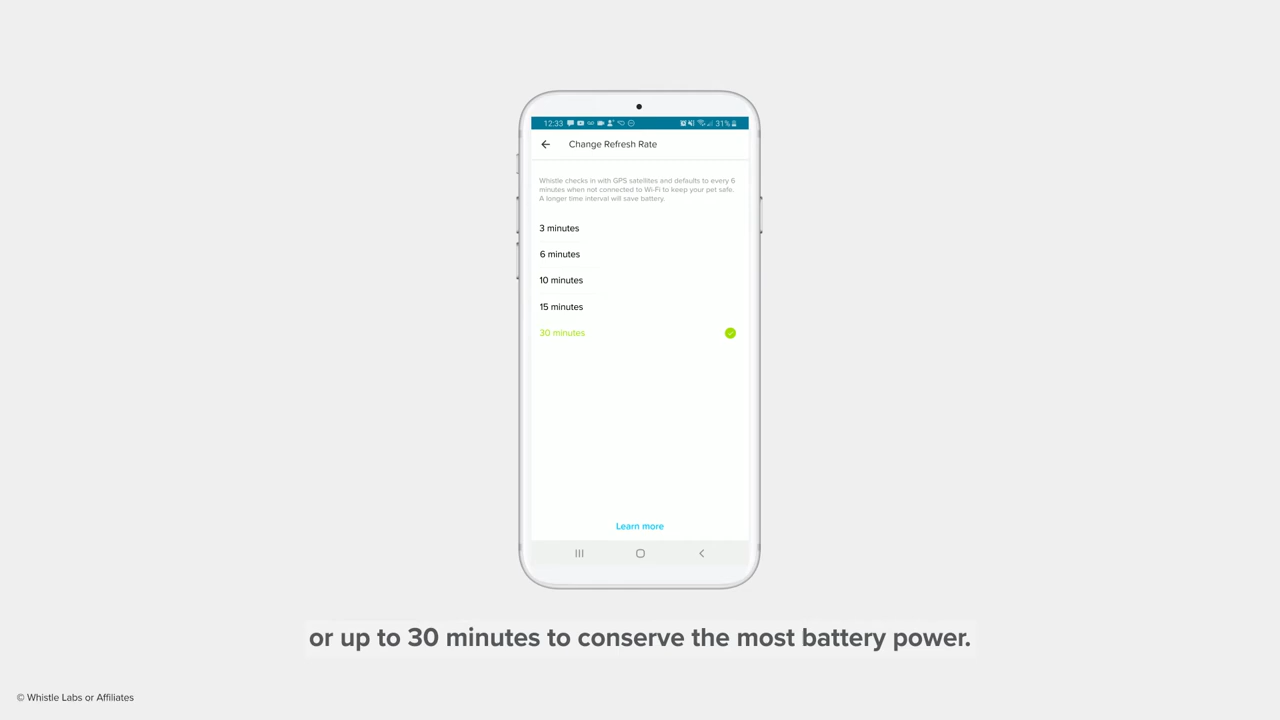 12:33
31%
Change Refresh Rate
Whistle checks in with GPS satellites and defaults to every 6
minutes when not connected to Wi-Fi to keep your pet safe.
A longer time interval will save battery.
3 minutes
6 minutes
10 minutes
15 minutes
30 minutes
Learn more
or up to 30 minutes to conserve the most battery power.
© Whistle Labs or Affiliates